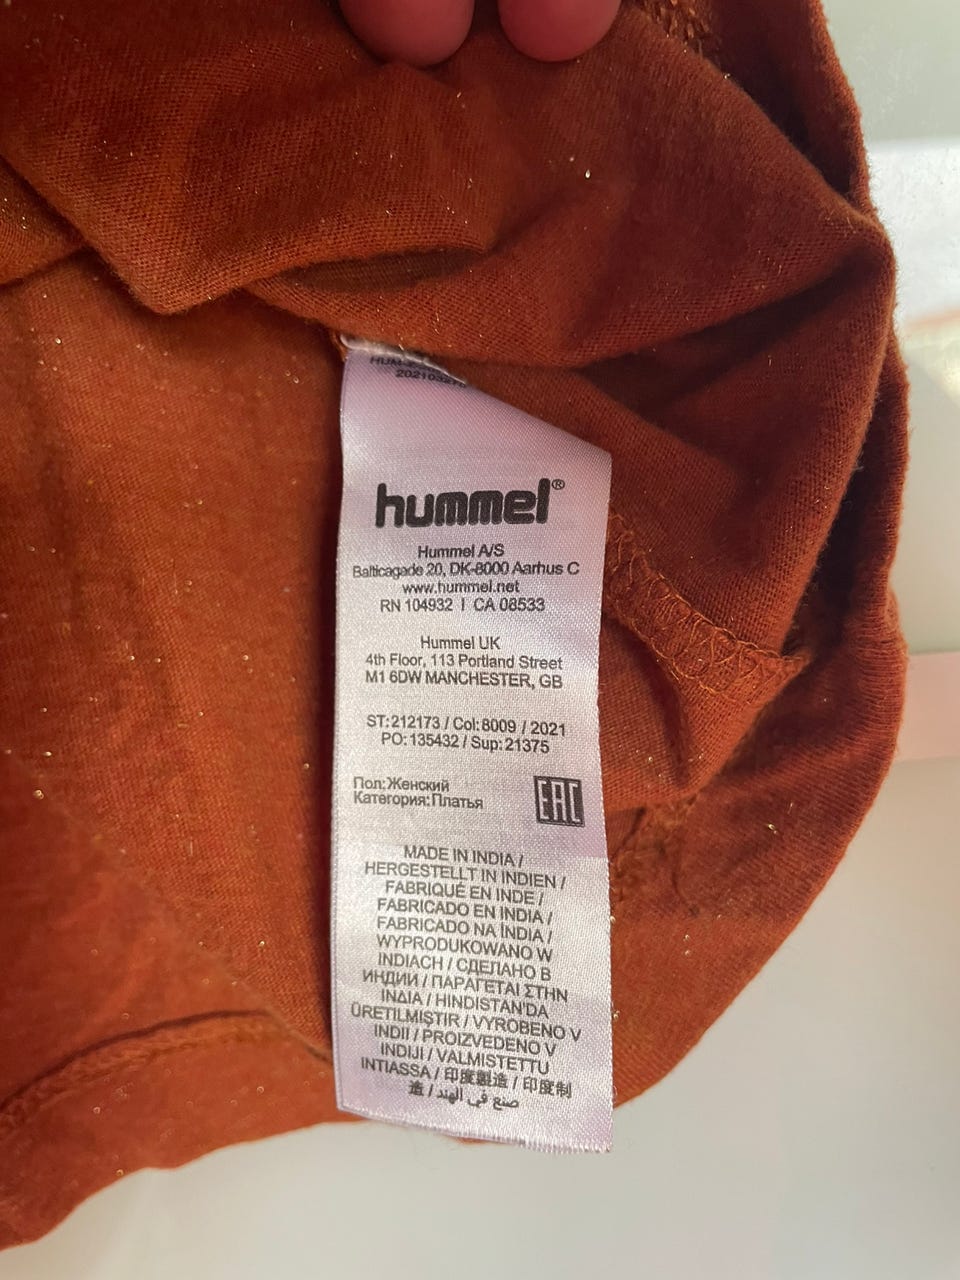 hummel®
Hummel A/S
Balticagade 20, DK-8000 Aarhus C
www.hummel.net
RN 104932 I CA 08533
Hummel UK
4th Floor, 113 Portland Street
M1 6DW MANCHESTER, GB
ST:212173 / Col:8009 / 2021
PO:135432 / Sup:21375
Пол:Женский
Категория:Платья
EAC
MADE IN INDIA /
HERGESTELLT IN INDIEN /
FABRIQUÉ EN INDE /
FABRICADO EN INDIA /
FABRICADO NA ÍNDIA /
WYPRODUKOWANO W
INDIACH / СДЕЛАНО В
ИНДИИ / ΠΑΡΑΓΕΤΑΙ ΣΤΗΝ
ΙΝΔΙΑ / HINDISTAN'DA
ÜRETILMIŞTIR / VYROBENO V
INDII / PROIZVEDENO V
INDIJI / VALMISTETTU
INTIASSA / 印度製造 / 印度制
造 / صنع في الهند